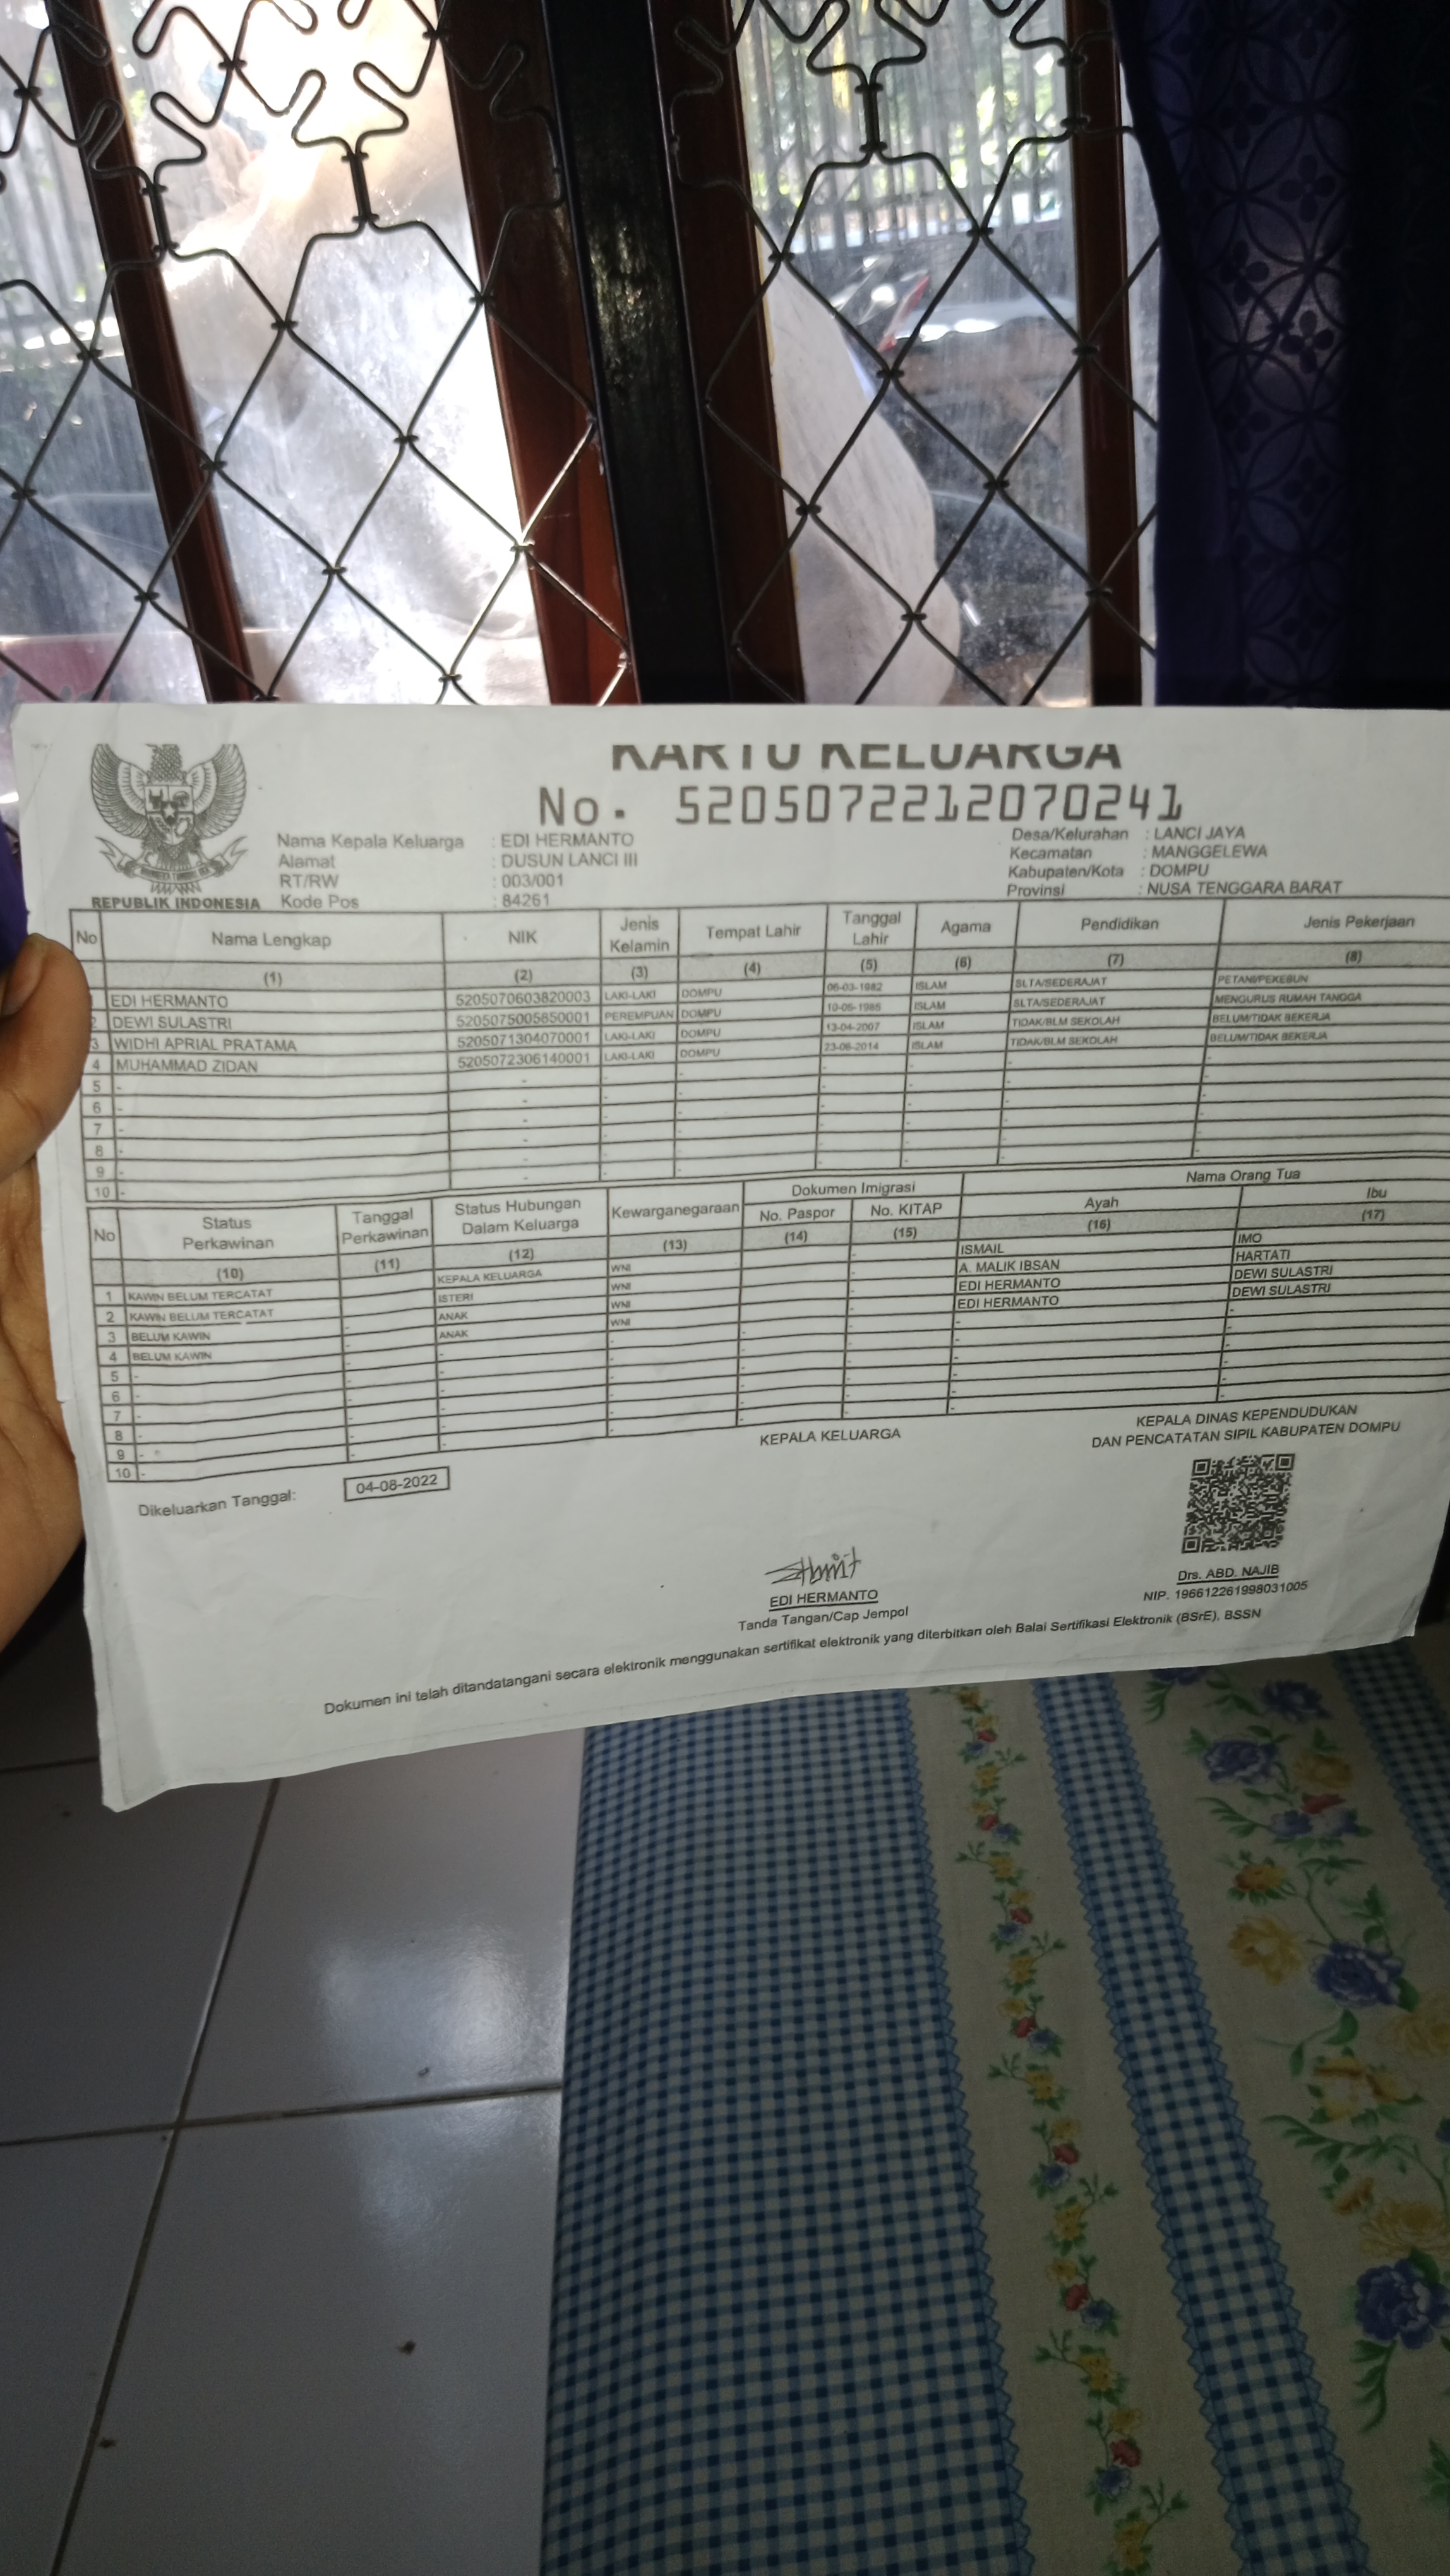 KARTU KELUARGA
No. 5205072212070241
Nama Kepala Keluarga : EDI HERMANTO
Alamat : DUSUN LANCI III
RT/RW : 003/001
Kode Pos : 84261
Desa/Kelurahan : LANCI JAYA
Kecamatan : MANGGELEWA
Kabupaten/Kota : DOMPU
Provinsi : NUSA TENGGARA BARAT
REPUBLIK INDONESIA
No Nama Lengkap NIK Jenis Kelamin Tempat Lahir Tanggal Lahir Agama Pendidikan Jenis Pekerjaan
(1) (2) (3) (4) (5) (6) (7) (8)
1 EDI HERMANTO 5205070603820003 LAKI-LAKI DOMPU 06-03-1982 ISLAM SLTA/SEDERAJAT PETANI/PEKEBUN
2 DEWI SULASTRI 5205075005850001 PEREMPUAN DOMPU 10-05-1985 ISLAM SLTA/SEDERAJAT MENGURUS RUMAH TANGGA
3 WIDHI APRIAL PRATAMA 5205071304070001 LAKI-LAKI DOMPU 13-04-2007 ISLAM TIDAK/BLM SEKOLAH BELUM/TIDAK BEKERJA
4 MUHAMMAD ZIDAN 5205072306140001 LAKI-LAKI DOMPU 23-06-2014 ISLAM TIDAK/BLM SEKOLAH BELUM/TIDAK BEKERJA
5 - - - - - - - -
6 - - - - - - - -
7 - - - - - - - -
8 - - - - - - - -
9 - - - - - - - -
10 - - - - - - - -
No Status Perkawinan Tanggal Perkawinan Status Hubungan Dalam Keluarga Kewarganegaraan Dokumen Imigrasi Nama Orang Tua
No. Paspor No. KITAP Ayah Ibu
(10) (11) (12) (13) (14) (15) (16) (17)
1 KAWIN BELUM TERCATAT KEPALA KELUARGA WNI - ISMAIL IMO
2 KAWIN BELUM TERCATAT ISTERI WNI - A. MALIK IBSAN HARTATI
3 BELUM KAWIN - ANAK WNI - EDI HERMANTO DEWI SULASTRI
4 BELUM KAWIN - ANAK WNI - EDI HERMANTO DEWI SULASTRI
5 - - - - - - - -
6 - - - - - - - -
7 - - - - - - - -
8 - - - - - - - -
9 - - - - - - - -
10 - - - - - - - -
Dikeluarkan Tanggal: 04-08-2022
KEPALA KELUARGA
EDI HERMANTO
Tanda Tangan/Cap Jempol
KEPALA DINAS KEPENDUDUKAN
DAN PENCATATAN SIPIL KABUPATEN DOMPU
Drs. ABD. NAJIB
NIP. 196612261998031005
Dokumen ini telah ditandatangani secara elektronik menggunakan sertifikat elektronik yang diterbitkan oleh Balai Sertifikasi Elektronik (BSrE), BSSN